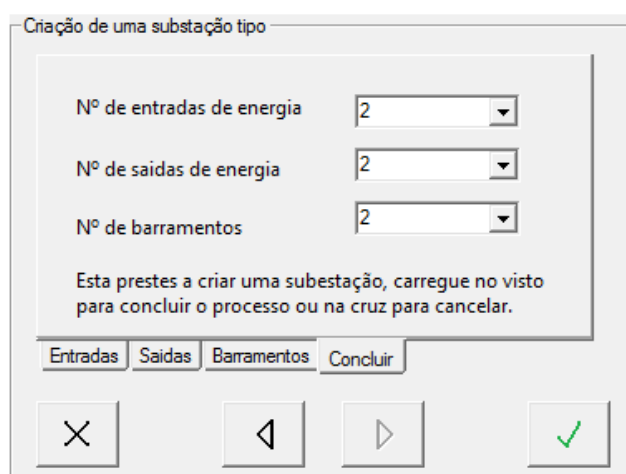 Criação de uma substação tipo
Nº de entradas de energia
2
Nº de saidas de energia
2
Nº de barramentos
2
Esta prestes a criar uma subestação, carregue no visto
para concluir o processo ou na cruz para cancelar.
Entradas Saidas Barramentos Concluir